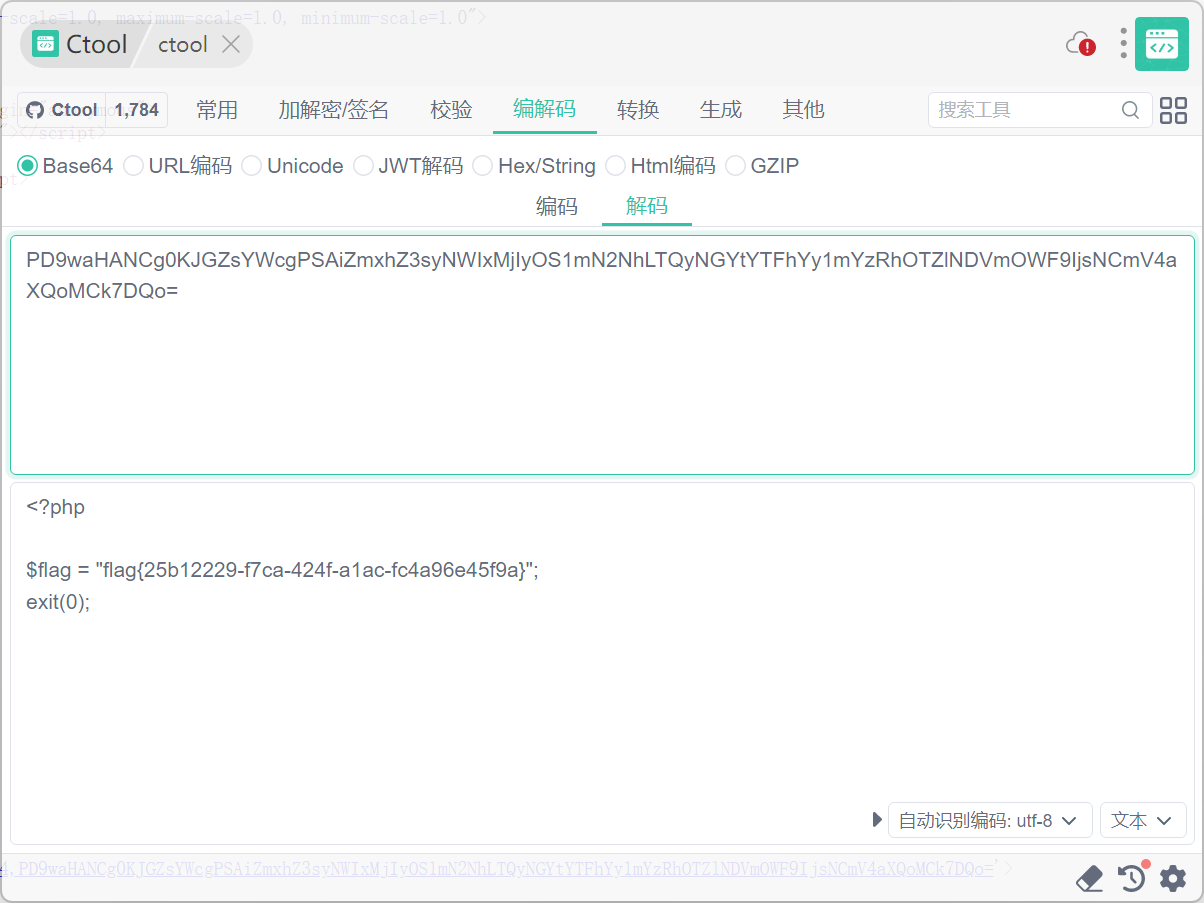 -scale=1.0, maximum-scale=1.0, minimum-scale=1.0">
Ctool
ctool
Ctool 1,784 常用 加解密/签名 校验 编解码 转换 生成 其他 搜索工具
"></script>
Base64 URL编码 Unicode JWT解码 Hex/String Html编码 GZIP
编码 解码
PD9waHANCg0KJGZsYWcgPSAiZmxhZ3syNWIxMjIyOS1mN2NhLTQyNGYtYTFhYy1mYzRhOTZlNDVmOWF9IjsNCmV4a
XQoMCk7DQo=
<?php
$flag = "flag{25b12229-f7ca-424f-a1ac-fc4a96e45f9a}";
exit(0);
自动识别编码: utf-8 文本
4,PD9waHANCg0KJGZsYWcgPSAiZmxhZ3syNWIxMjIyOS1mN2NhLTQyNGYtYTFhYy1mYzRhOTZlNDVmOWF9IjsNCmV4aXQoMCk7DQo='>